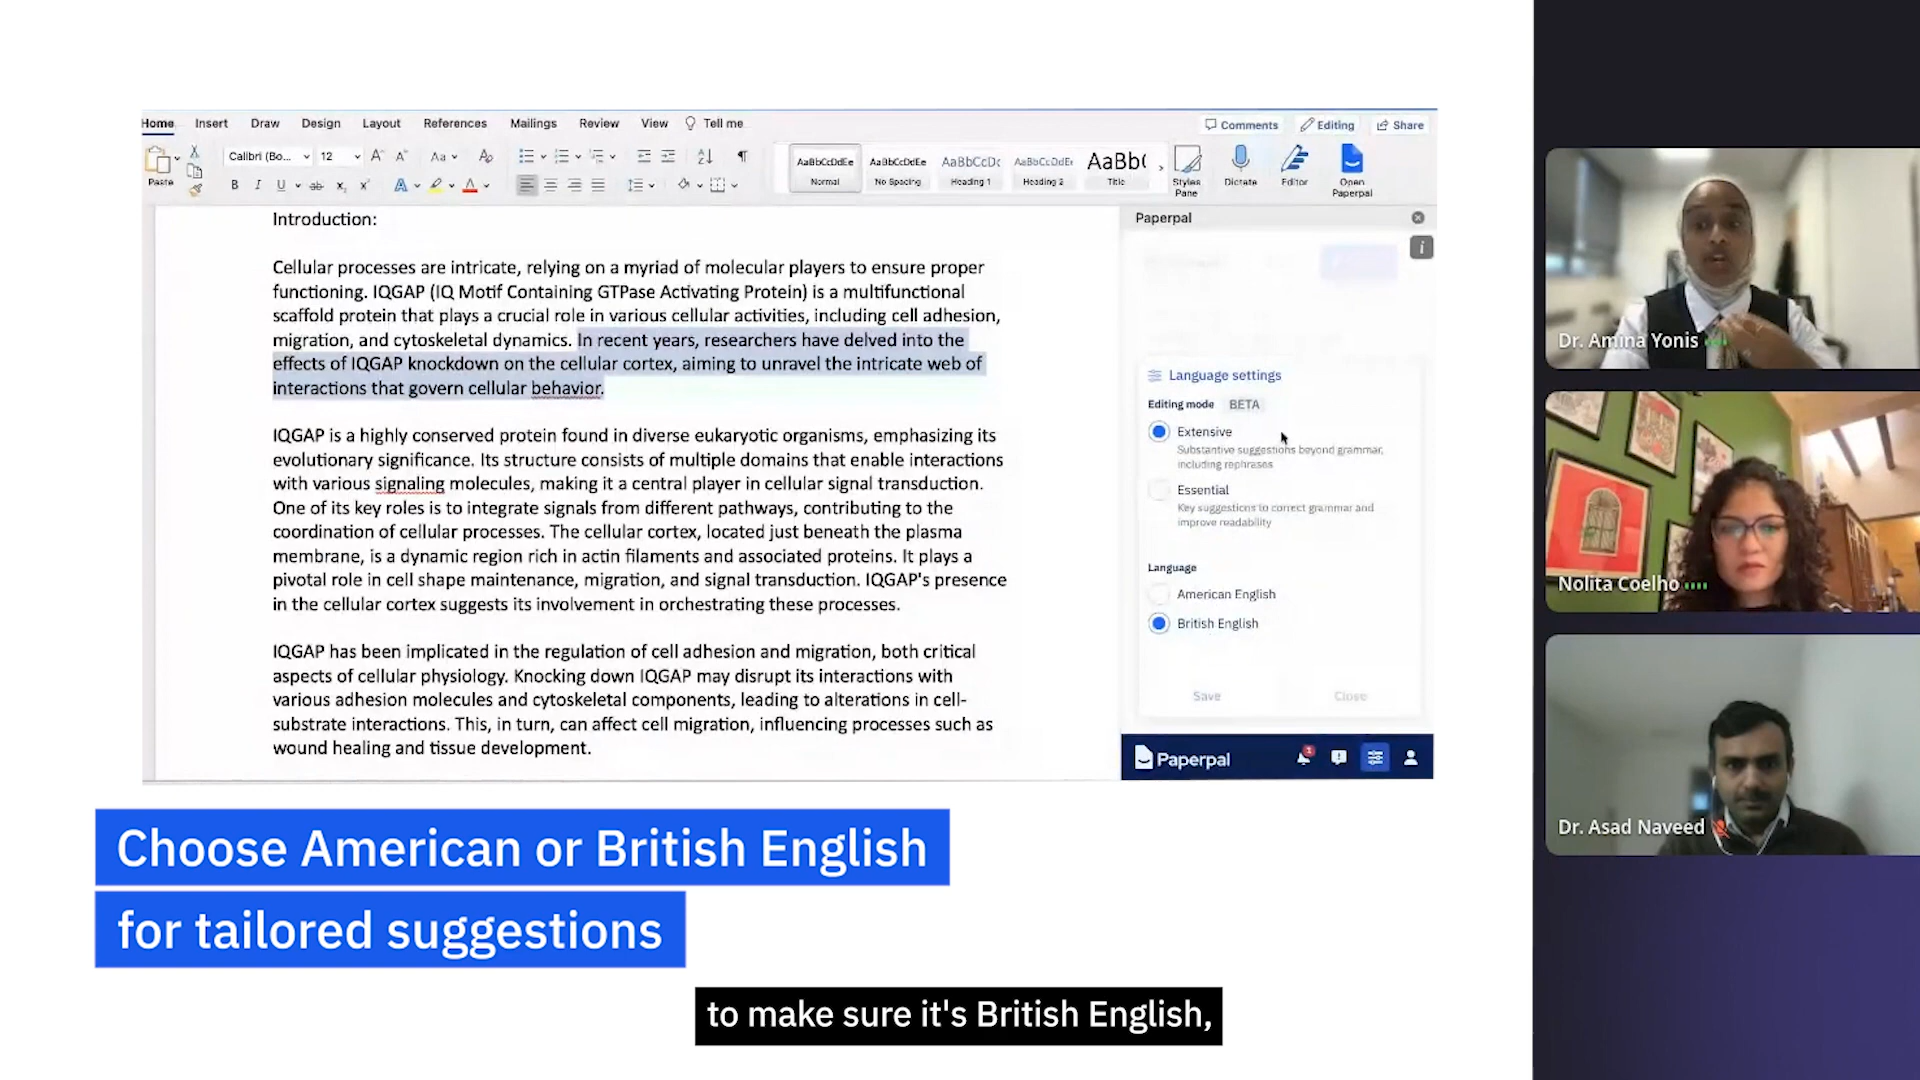 Home Insert Draw Design Layout References Mailings Review View Tell me Comments Editing Share
Calibri (Bo... 12
Paste
AaBbCcDdEe AaBbCcDdEe AaBbCcDc AaBbCcDdEe AaBb(
Normal No Spacing Heading 1 Heading 2 Title
Styles Pane
Dictate
Editor
Open Paperpal
Introduction:
Cellular processes are intricate, relying on a myriad of molecular players to ensure proper
functioning. IQGAP (IQ Motif Containing GTPase Activating Protein) is a multifunctional
scaffold protein that plays a crucial role in various cellular activities, including cell adhesion,
migration, and cytoskeletal dynamics. In recent years, researchers have delved into the
effects of IQGAP knockdown on the cellular cortex, aiming to unravel the intricate web of
interactions that govern cellular behavior.
IQGAP is a highly conserved protein found in diverse eukaryotic organisms, emphasizing its
evolutionary significance. Its structure consists of multiple domains that enable interactions
with various signaling molecules, making it a central player in cellular signal transduction.
One of its key roles is to integrate signals from different pathways, contributing to the
coordination of cellular processes. The cellular cortex, located just beneath the plasma
membrane, is a dynamic region rich in actin filaments and associated proteins. It plays a
pivotal role in cell shape maintenance, migration, and signal transduction. IQGAP's presence
in the cellular cortex suggests its involvement in orchestrating these processes.
IQGAP has been implicated in the regulation of cell adhesion and migration, both critical
aspects of cellular physiology. Knocking down IQGAP may disrupt its interactions with
various adhesion molecules and cytoskeletal components, leading to alterations in cell-
substrate interactions. This, in turn, can affect cell migration, influencing processes such as
wound healing and tissue development.
Paperpal
Language settings
Editing mode BETA
Extensive
Substantive suggestions beyond grammar,
including rephrases
Essential
Key suggestions to correct grammar and
improve readability
Language
American English
British English
Save Close
Paperpal
Choose American or British English
for tailored suggestions
to make sure it's British English,
Dr. Amina Yonis
Nolita Coelho
Dr. Asad Naveed